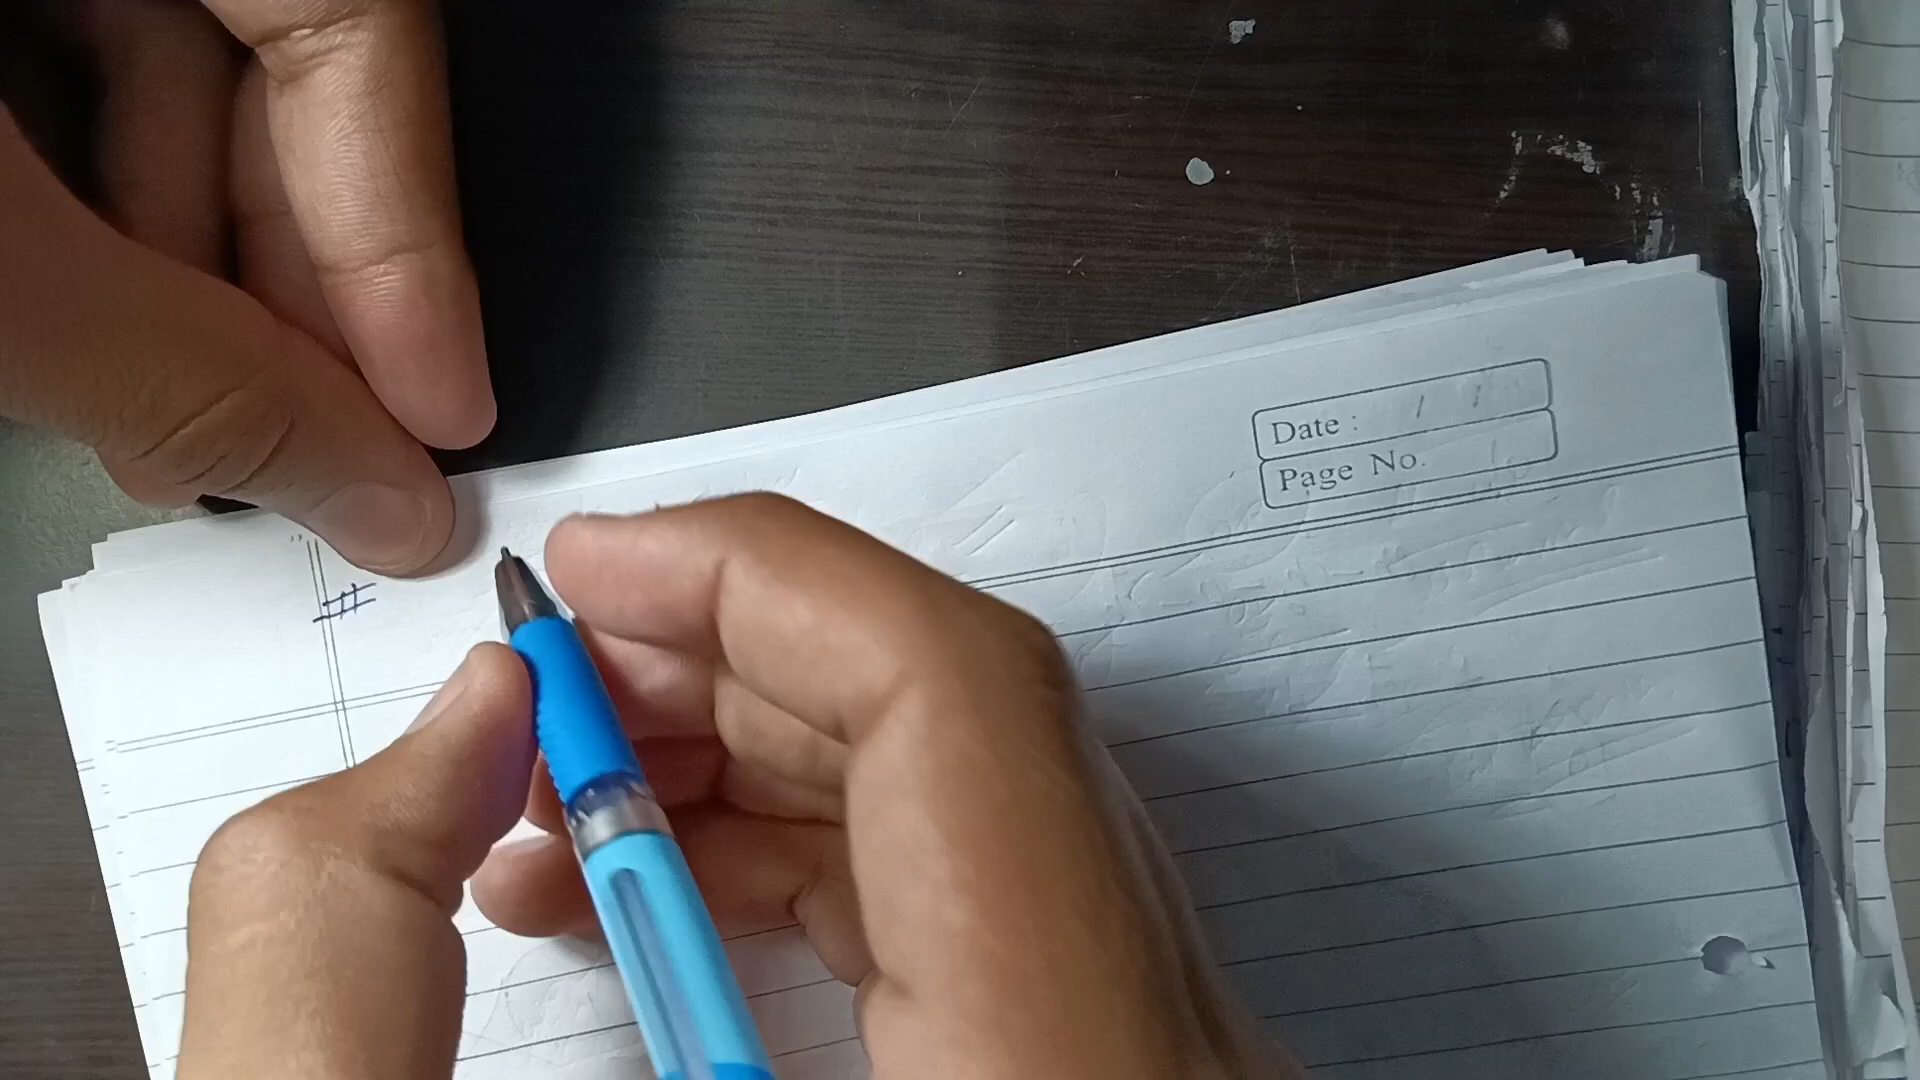 Date : / /
Page No.
#